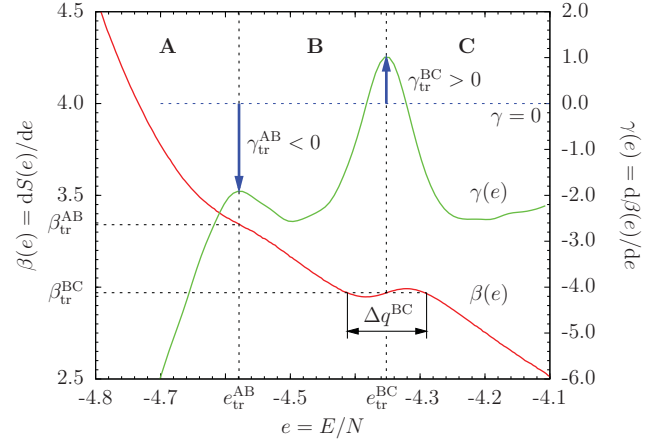 4.5
4.0
3.5
β_tr^AB
β_tr^BC
2.5
β(e) = dS(e)/de
A
B
C
γ_tr^BC > 0
γ = 0
γ_tr^AB < 0
γ(e)
β(e)
Δq^BC
2.0
1.0
0.0
-1.0
-2.0
-3.0
-4.0
-5.0
-6.0
γ(e) = dβ(e)/de
-4.8
-4.7
e_tr^AB
-4.5
e_tr^BC
-4.3
-4.2
-4.1
e = E/N